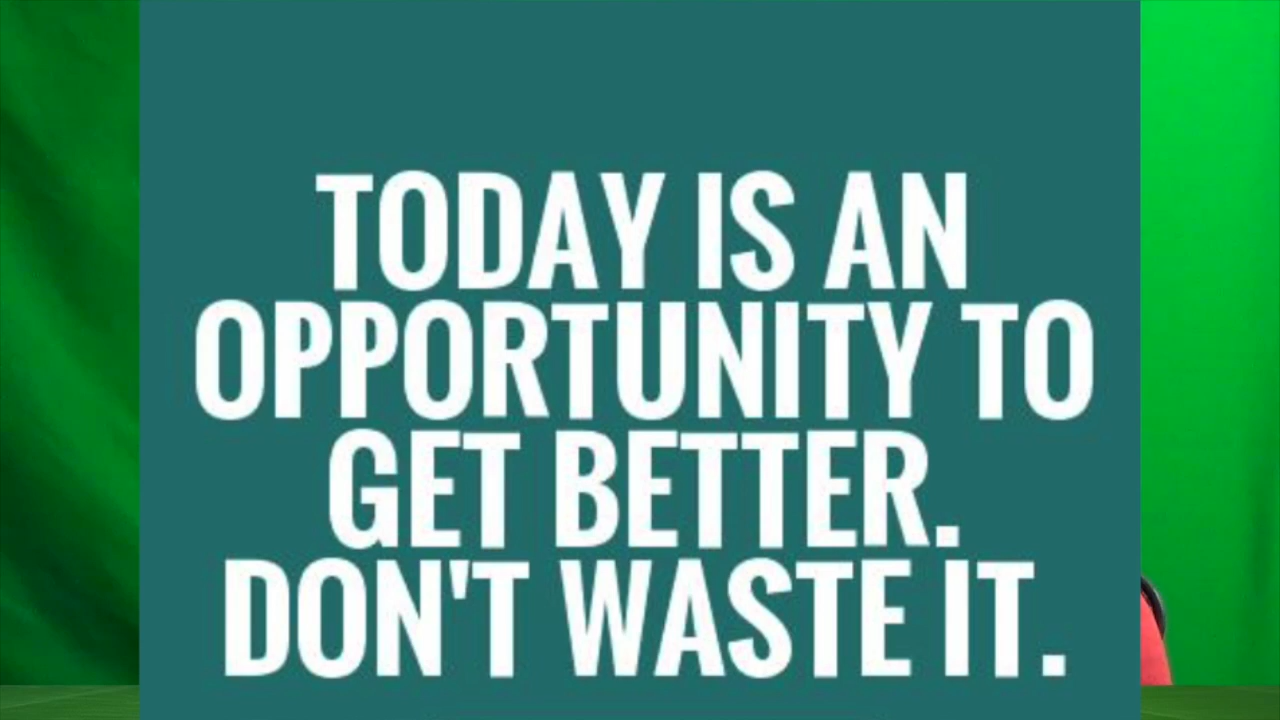 TODAY IS AN
OPPORTUNITY TO
GET BETTER.
DON'T WASTE IT.